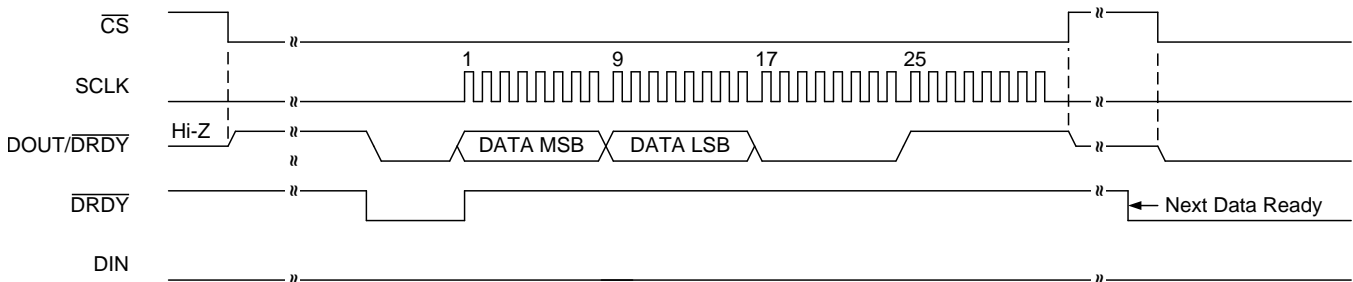 CS
SCLK
1 9 17 25
DOUT/DRDY
Hi-Z
DATA MSB DATA LSB
DRDY
Next Data Ready
DIN